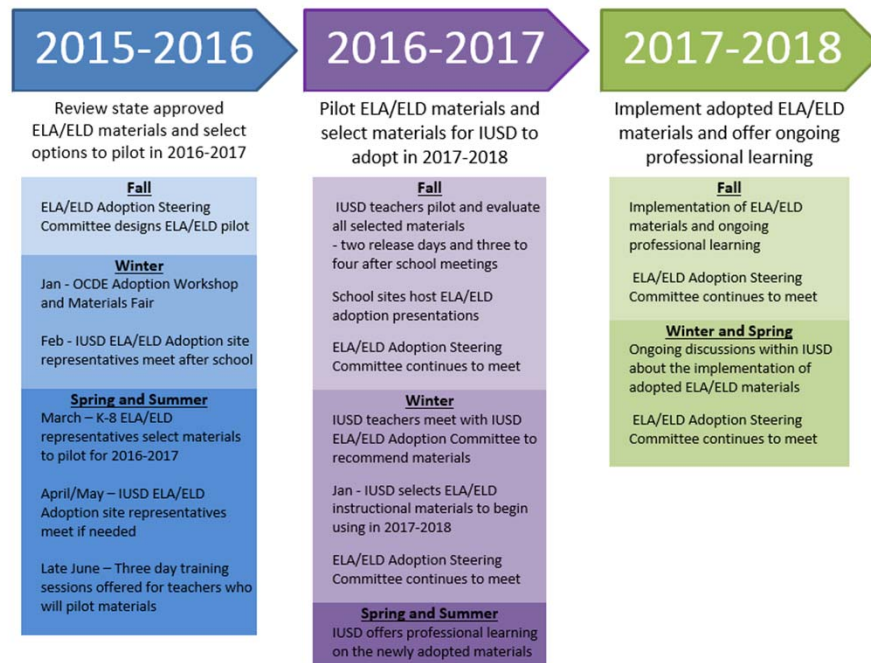 2015-2016
Review state approved
ELA/ELD materials and select
options to pilot in 2016-2017
Fall
ELA/ELD Adoption Steering
Committee designs ELA/ELD pilot
Winter
Jan - OCDE Adoption Workshop
and Materials Fair
Feb - IUSD ELA/ELD Adoption site
representatives meet after school
Spring and Summer
March – K-8 ELA/ELD
representatives select materials
to pilot for 2016-2017
April/May – IUSD ELA/ELD
Adoption site representatives
meet if needed
Late June – Three day training
sessions offered for teachers who
will pilot materials
2016-2017
Pilot ELA/ELD materials and
select materials for IUSD to
adopt in 2017-2018
Fall
IUSD teachers pilot and evaluate
all selected materials
- two release days and three to
four after school meetings
School sites host ELA/ELD
adoption presentations
ELA/ELD Adoption Steering
Committee continues to meet
Winter
IUSD teachers meet with IUSD
ELA/ELD Adoption Committee to
recommend materials
Jan - IUSD selects ELA/ELD
instructional materials to begin
using in 2017-2018
ELA/ELD Adoption Steering
Committee continues to meet
Spring and Summer
IUSD offers professional learning
on the newly adopted materials
2017-2018
Implement adopted ELA/ELD
materials and offer ongoing
professional learning
Fall
Implementation of ELA/ELD
materials and ongoing
professional learning
ELA/ELD Adoption Steering
Committee continues to meet
Winter and Spring
Ongoing discussions within IUSD
about the implementation of
adopted ELA/ELD materials
ELA/ELD Adoption Steering
Committee continues to meet